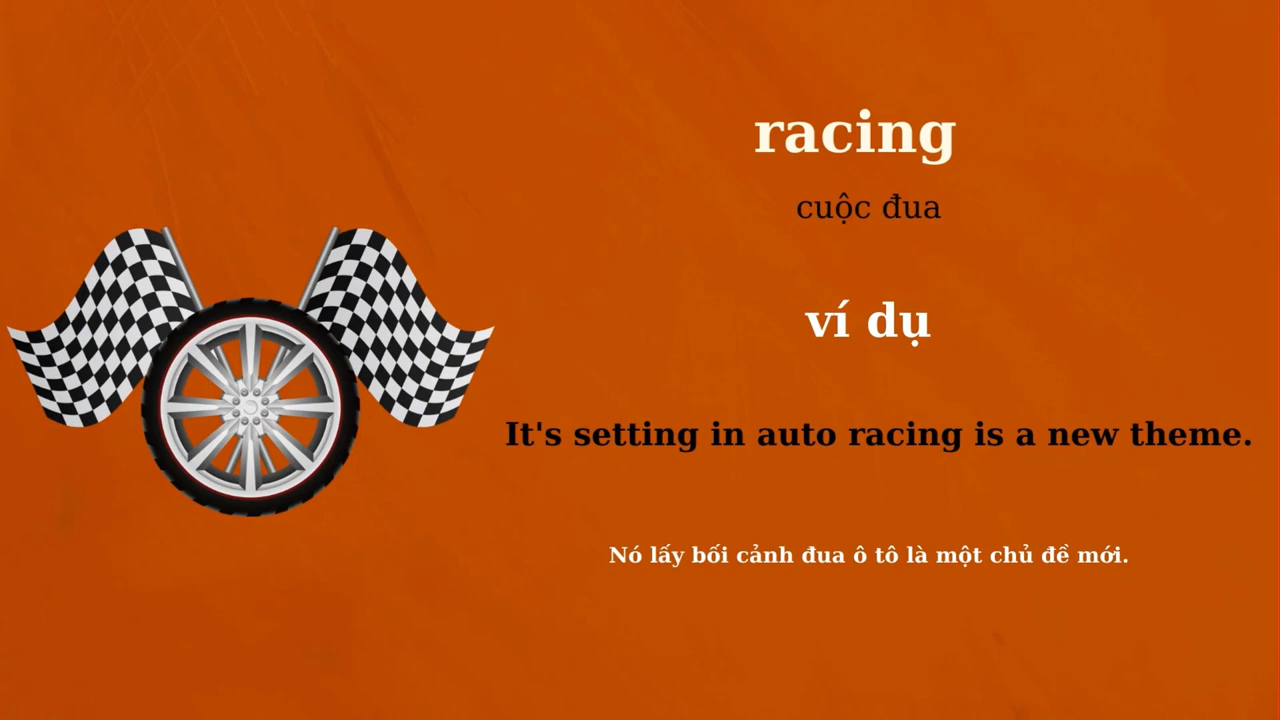 racing
cuộc đua
ví dụ
It's setting in auto racing is a new theme.
Nó lấy bối cảnh đua ô tô là một chủ đề mới.